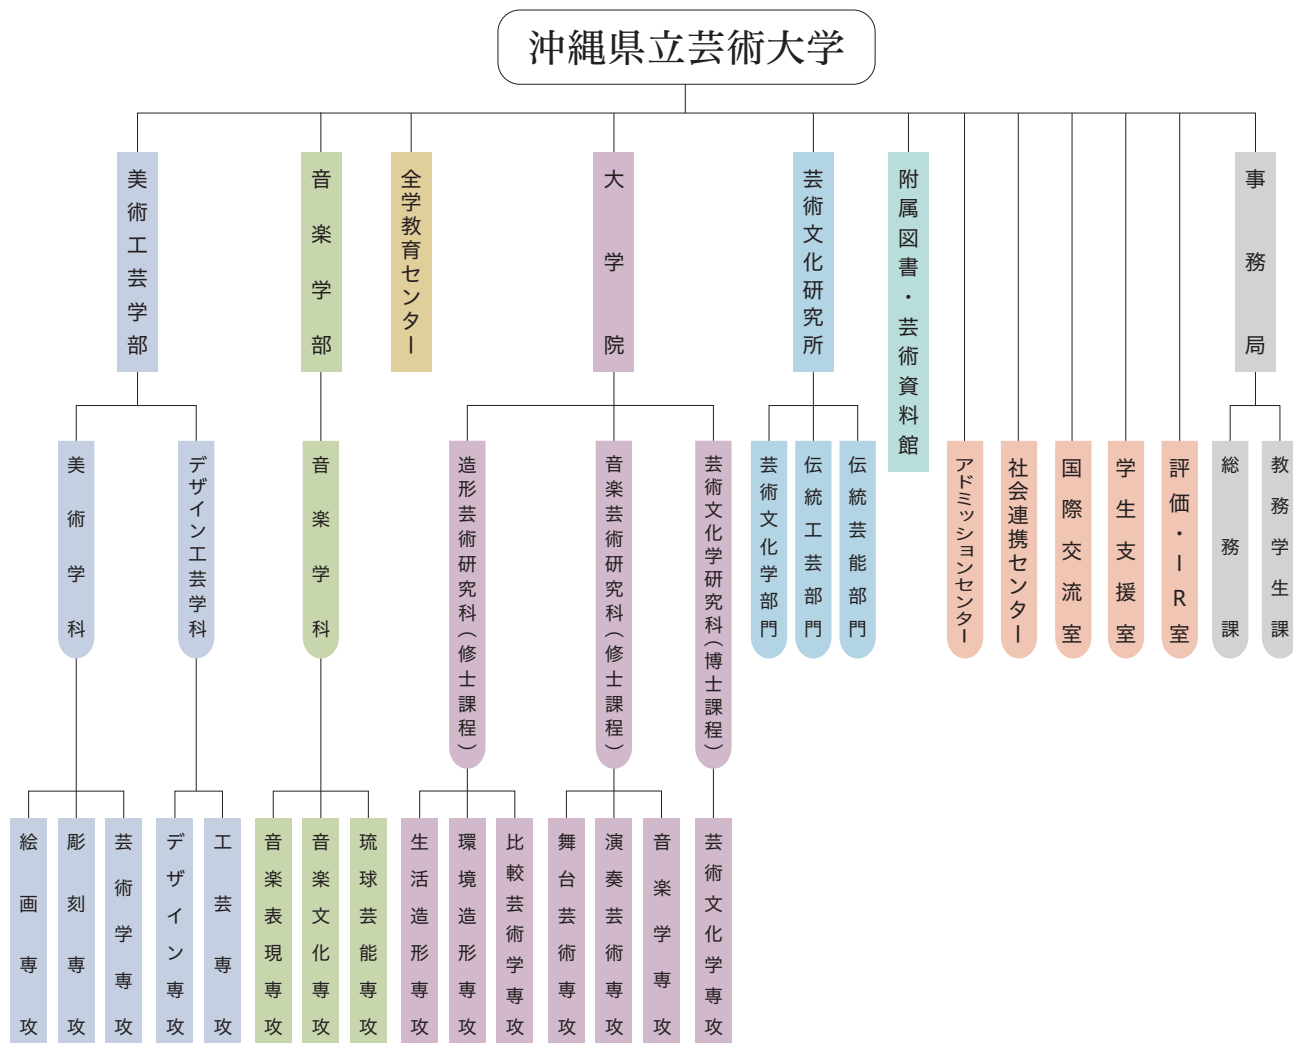 沖縄県立芸術大学
美術工芸学部
音楽学部
全学教育センター
大学院
芸術文化研究所
附属図書・芸術資料館
事務局
美術学科
デザイン工芸学科
音楽学科
造形芸術研究科(修士課程)
音楽芸術研究科(修士課程)
芸術文化学研究科(博士課程)
芸術文化学部門
伝統工芸部門
伝統芸能部門
アドミッションセンター
社会連携センター
国際交流室
学生支援室
評価・IR室
総務課
教務学生課
絵画専攻
彫刻専攻
芸術学専攻
デザイン専攻
工芸専攻
音楽表現専攻
音楽文化専攻
琉球芸能専攻
生活造形専攻
環境造形専攻
比較芸術学専攻
舞台芸術専攻
演奏芸術専攻
音楽学専攻
芸術文化学専攻